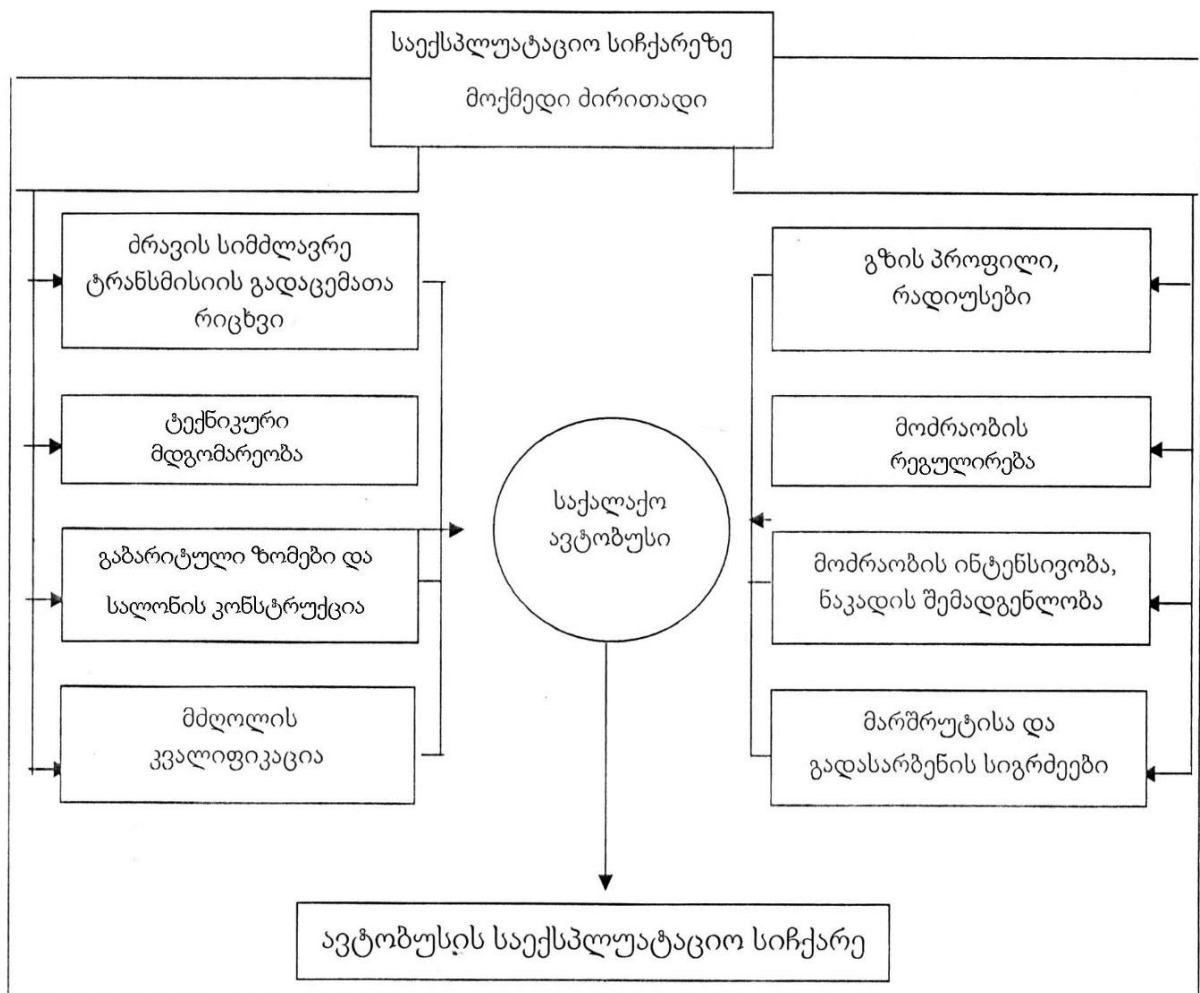 საექსპლუატაციო სიჩქარეზე
მოქმედი ძირითადი
ძრავის სიმძლავრე
ტრანსმისიის გადაცემათა
რიცხვი
ტექნიკური
მდგომარეობა
გაბარიტული ზომები და
სალონის კონსტრუქცია
მძღოლის
კვალიფიკაცია
საქალაქო
ავტობუსი
გზის პროფილი,
რადიუსები
მოძრაობის
რეგულირება
მოძრაობის ინტენსივობა,
ნაკადის შემადგენლობა
მარშრუტისა და
გადასარბენის სიგრძეები
ავტობუსის საექსპლუატაციო სიჩქარე